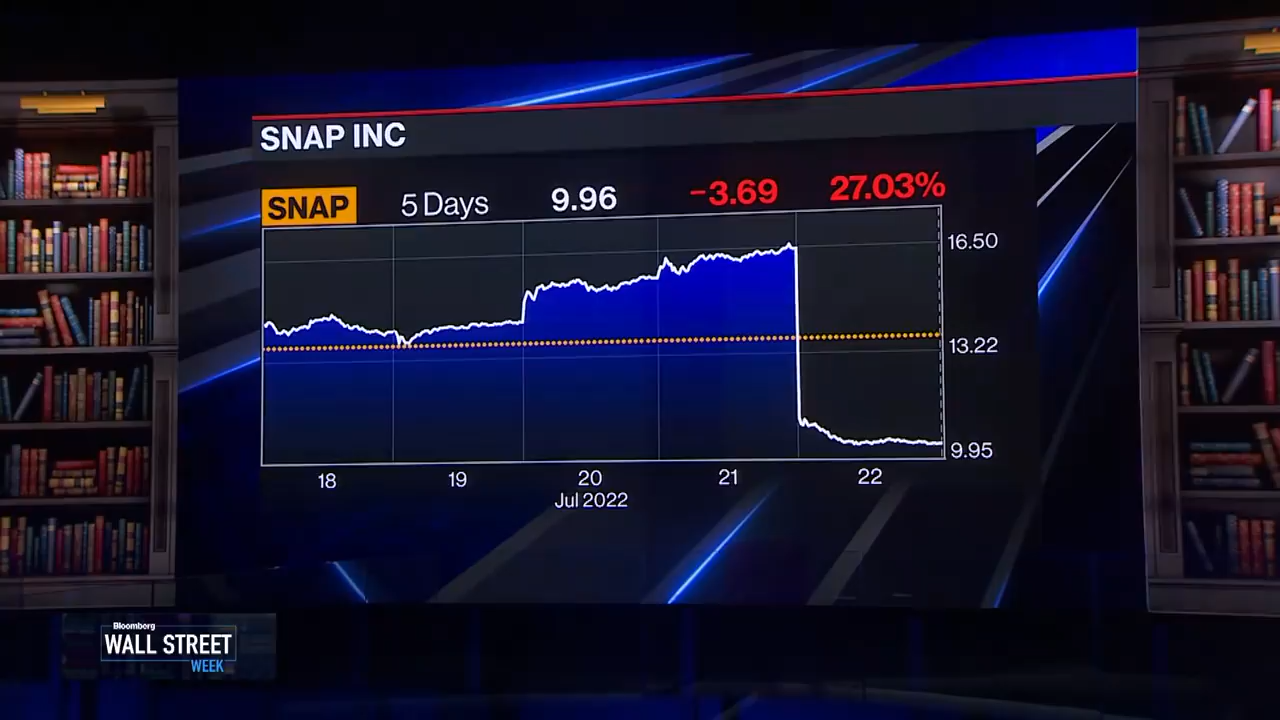 SNAP INC
SNAP 5 Days 9.96 -3.69 27.03%
16.50
13.22
9.95
18 19 20 21 22
Jul 2022
Bloomberg
WALL STREET
WEEK